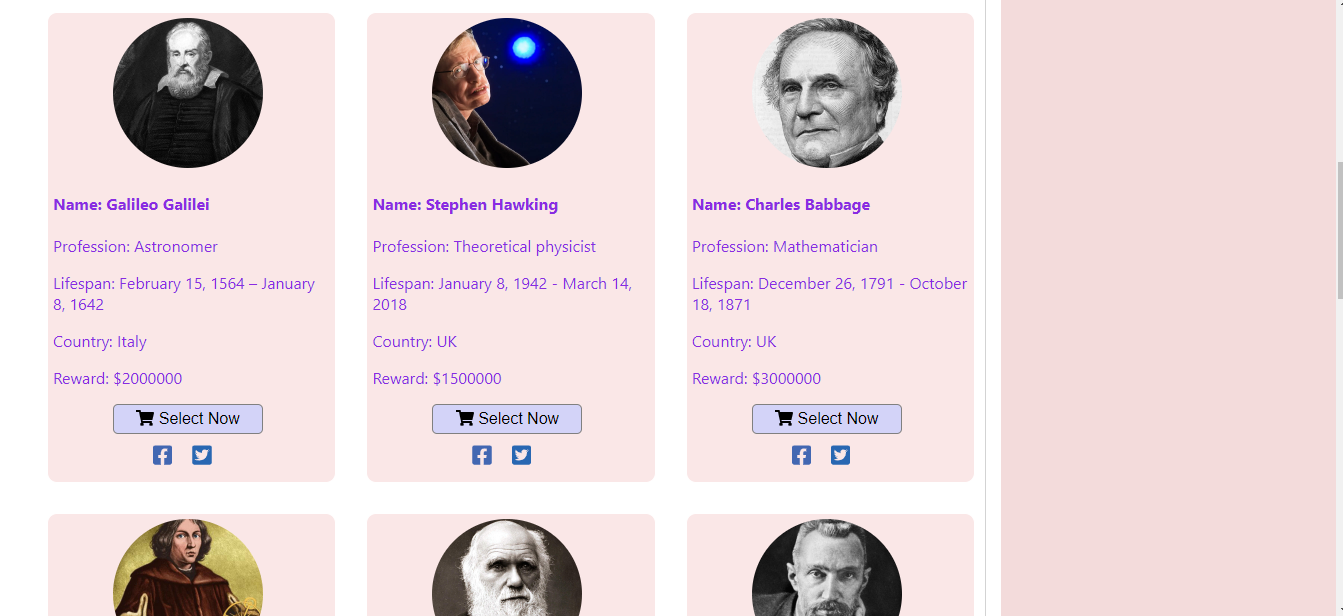 Name: Galileo Galilei
Profession: Astronomer
Lifespan: February 15, 1564 – January
8, 1642
Country: Italy
Reward: $2000000
Select Now
Name: Stephen Hawking
Profession: Theoretical physicist
Lifespan: January 8, 1942 - March 14,
2018
Country: UK
Reward: $1500000
Select Now
Name: Charles Babbage
Profession: Mathematician
Lifespan: December 26, 1791 - October
18, 1871
Country: UK
Reward: $3000000
Select Now